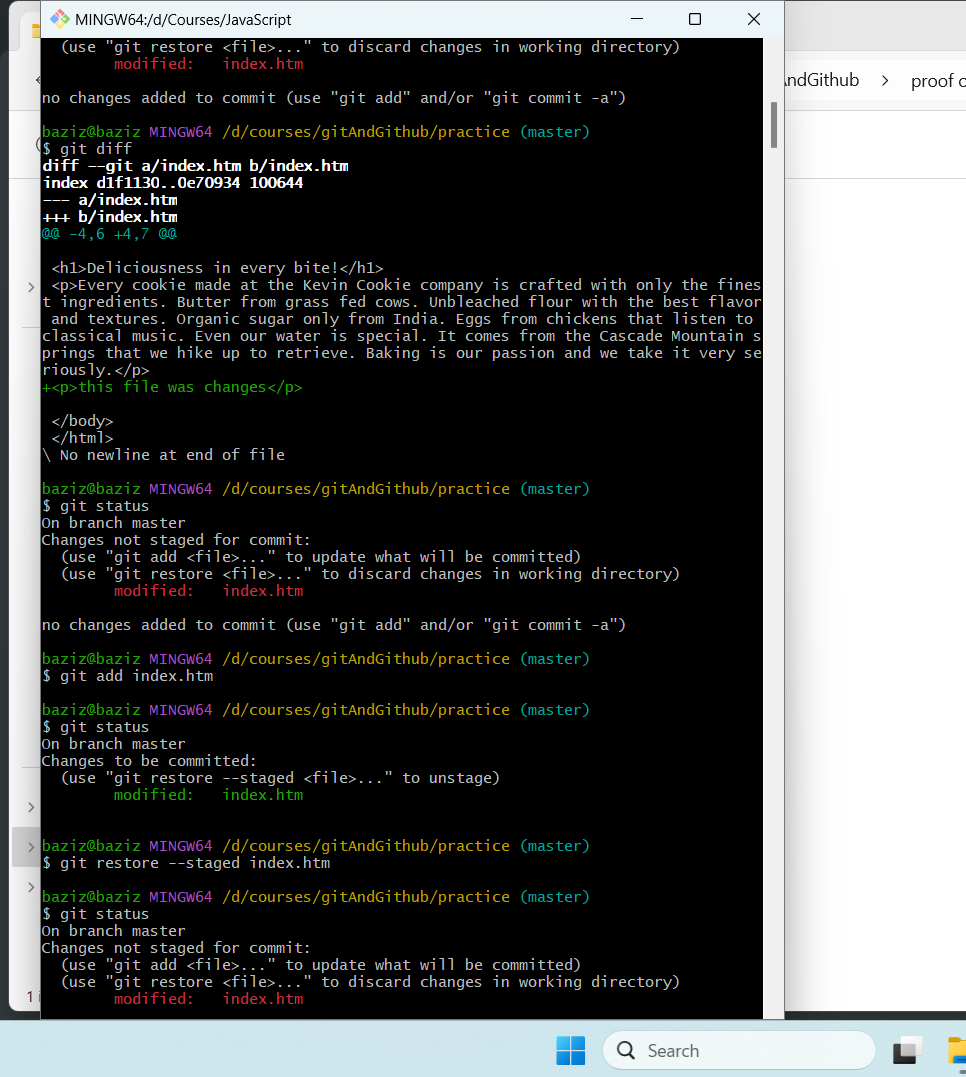 MINGW64:/d/Courses/JavaScript
(use "git restore <file>..." to discard changes in working directory)
modified:   index.htm
no changes added to commit (use "git add" and/or "git commit -a")
baziz@baziz MINGW64 /d/courses/gitAndGithub/practice (master)
$ git diff
diff --git a/index.htm b/index.htm
index d1f1130..0e70934 100644
--- a/index.htm
+++ b/index.htm
@@ -4,6 +4,7 @@
<h1>Deliciousness in every bite!</h1>
<p>Every cookie made at the Kevin Cookie company is crafted with only the fines
t ingredients. Butter from grass fed cows. Unbleached flour with the best flavor
and textures. Organic sugar only from India. Eggs from chickens that listen to
classical music. Even our water is special. It comes from the Cascade Mountain s
prings that we hike up to retrieve. Baking is our passion and we take it very se
riously.</p>
+<p>this file was changes</p>
</body>
</html>
\ No newline at end of file
baziz@baziz MINGW64 /d/courses/gitAndGithub/practice (master)
$ git status
On branch master
Changes not staged for commit:
(use "git add <file>..." to update what will be committed)
(use "git restore <file>..." to discard changes in working directory)
modified:   index.htm
no changes added to commit (use "git add" and/or "git commit -a")
baziz@baziz MINGW64 /d/courses/gitAndGithub/practice (master)
$ git add index.htm
baziz@baziz MINGW64 /d/courses/gitAndGithub/practice (master)
$ git status
On branch master
Changes to be committed:
(use "git restore --staged <file>..." to unstage)
modified:   index.htm
baziz@baziz MINGW64 /d/courses/gitAndGithub/practice (master)
$ git restore --staged index.htm
baziz@baziz MINGW64 /d/courses/gitAndGithub/practice (master)
$ git status
On branch master
Changes not staged for commit:
(use "git add <file>..." to update what will be committed)
(use "git restore <file>..." to discard changes in working directory)
modified:   index.htm
AndGithub > proof
1
Search